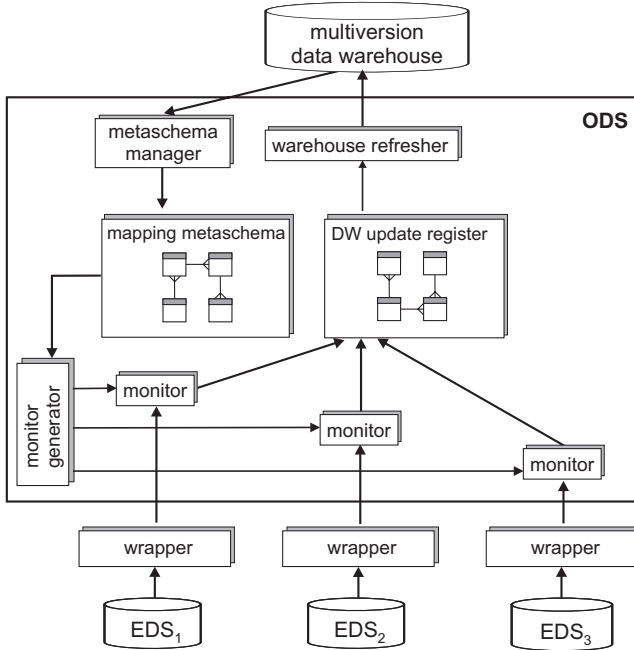 multiversion
data warehouse
ODS
metaschema
manager
warehouse refresher
mapping metaschema
DW update register
monitor
generator
monitor
monitor
monitor
wrapper
wrapper
wrapper
EDS1
EDS2
EDS3